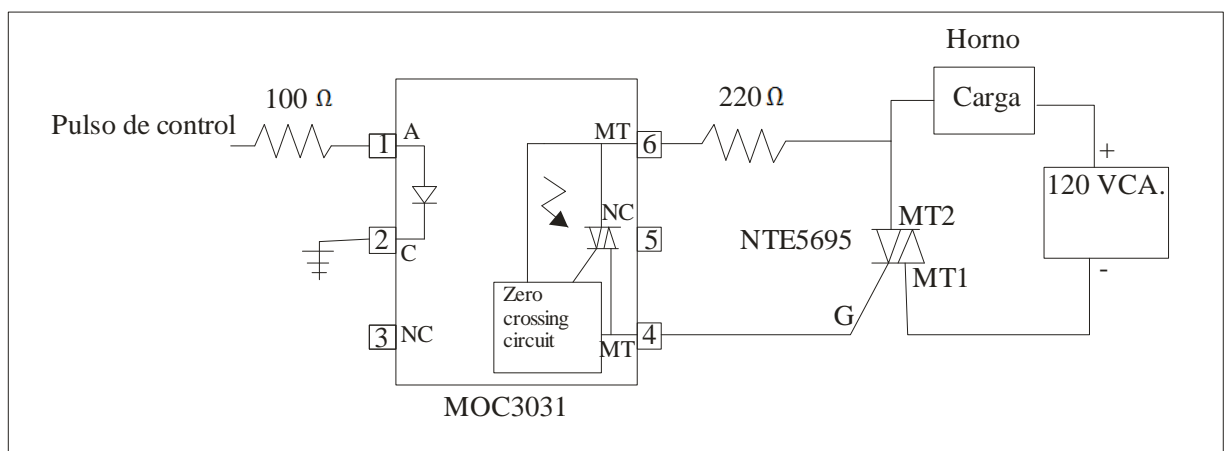 Horno
Carga
100 Ω
220 Ω
Pulso de control
1
A
MT
6
+
120 VCA.
NC
MT2
2
C
5
NTE5695
MT1
-
Zero
crossing
circuit
3
NC
MT
4
G
MOC3031